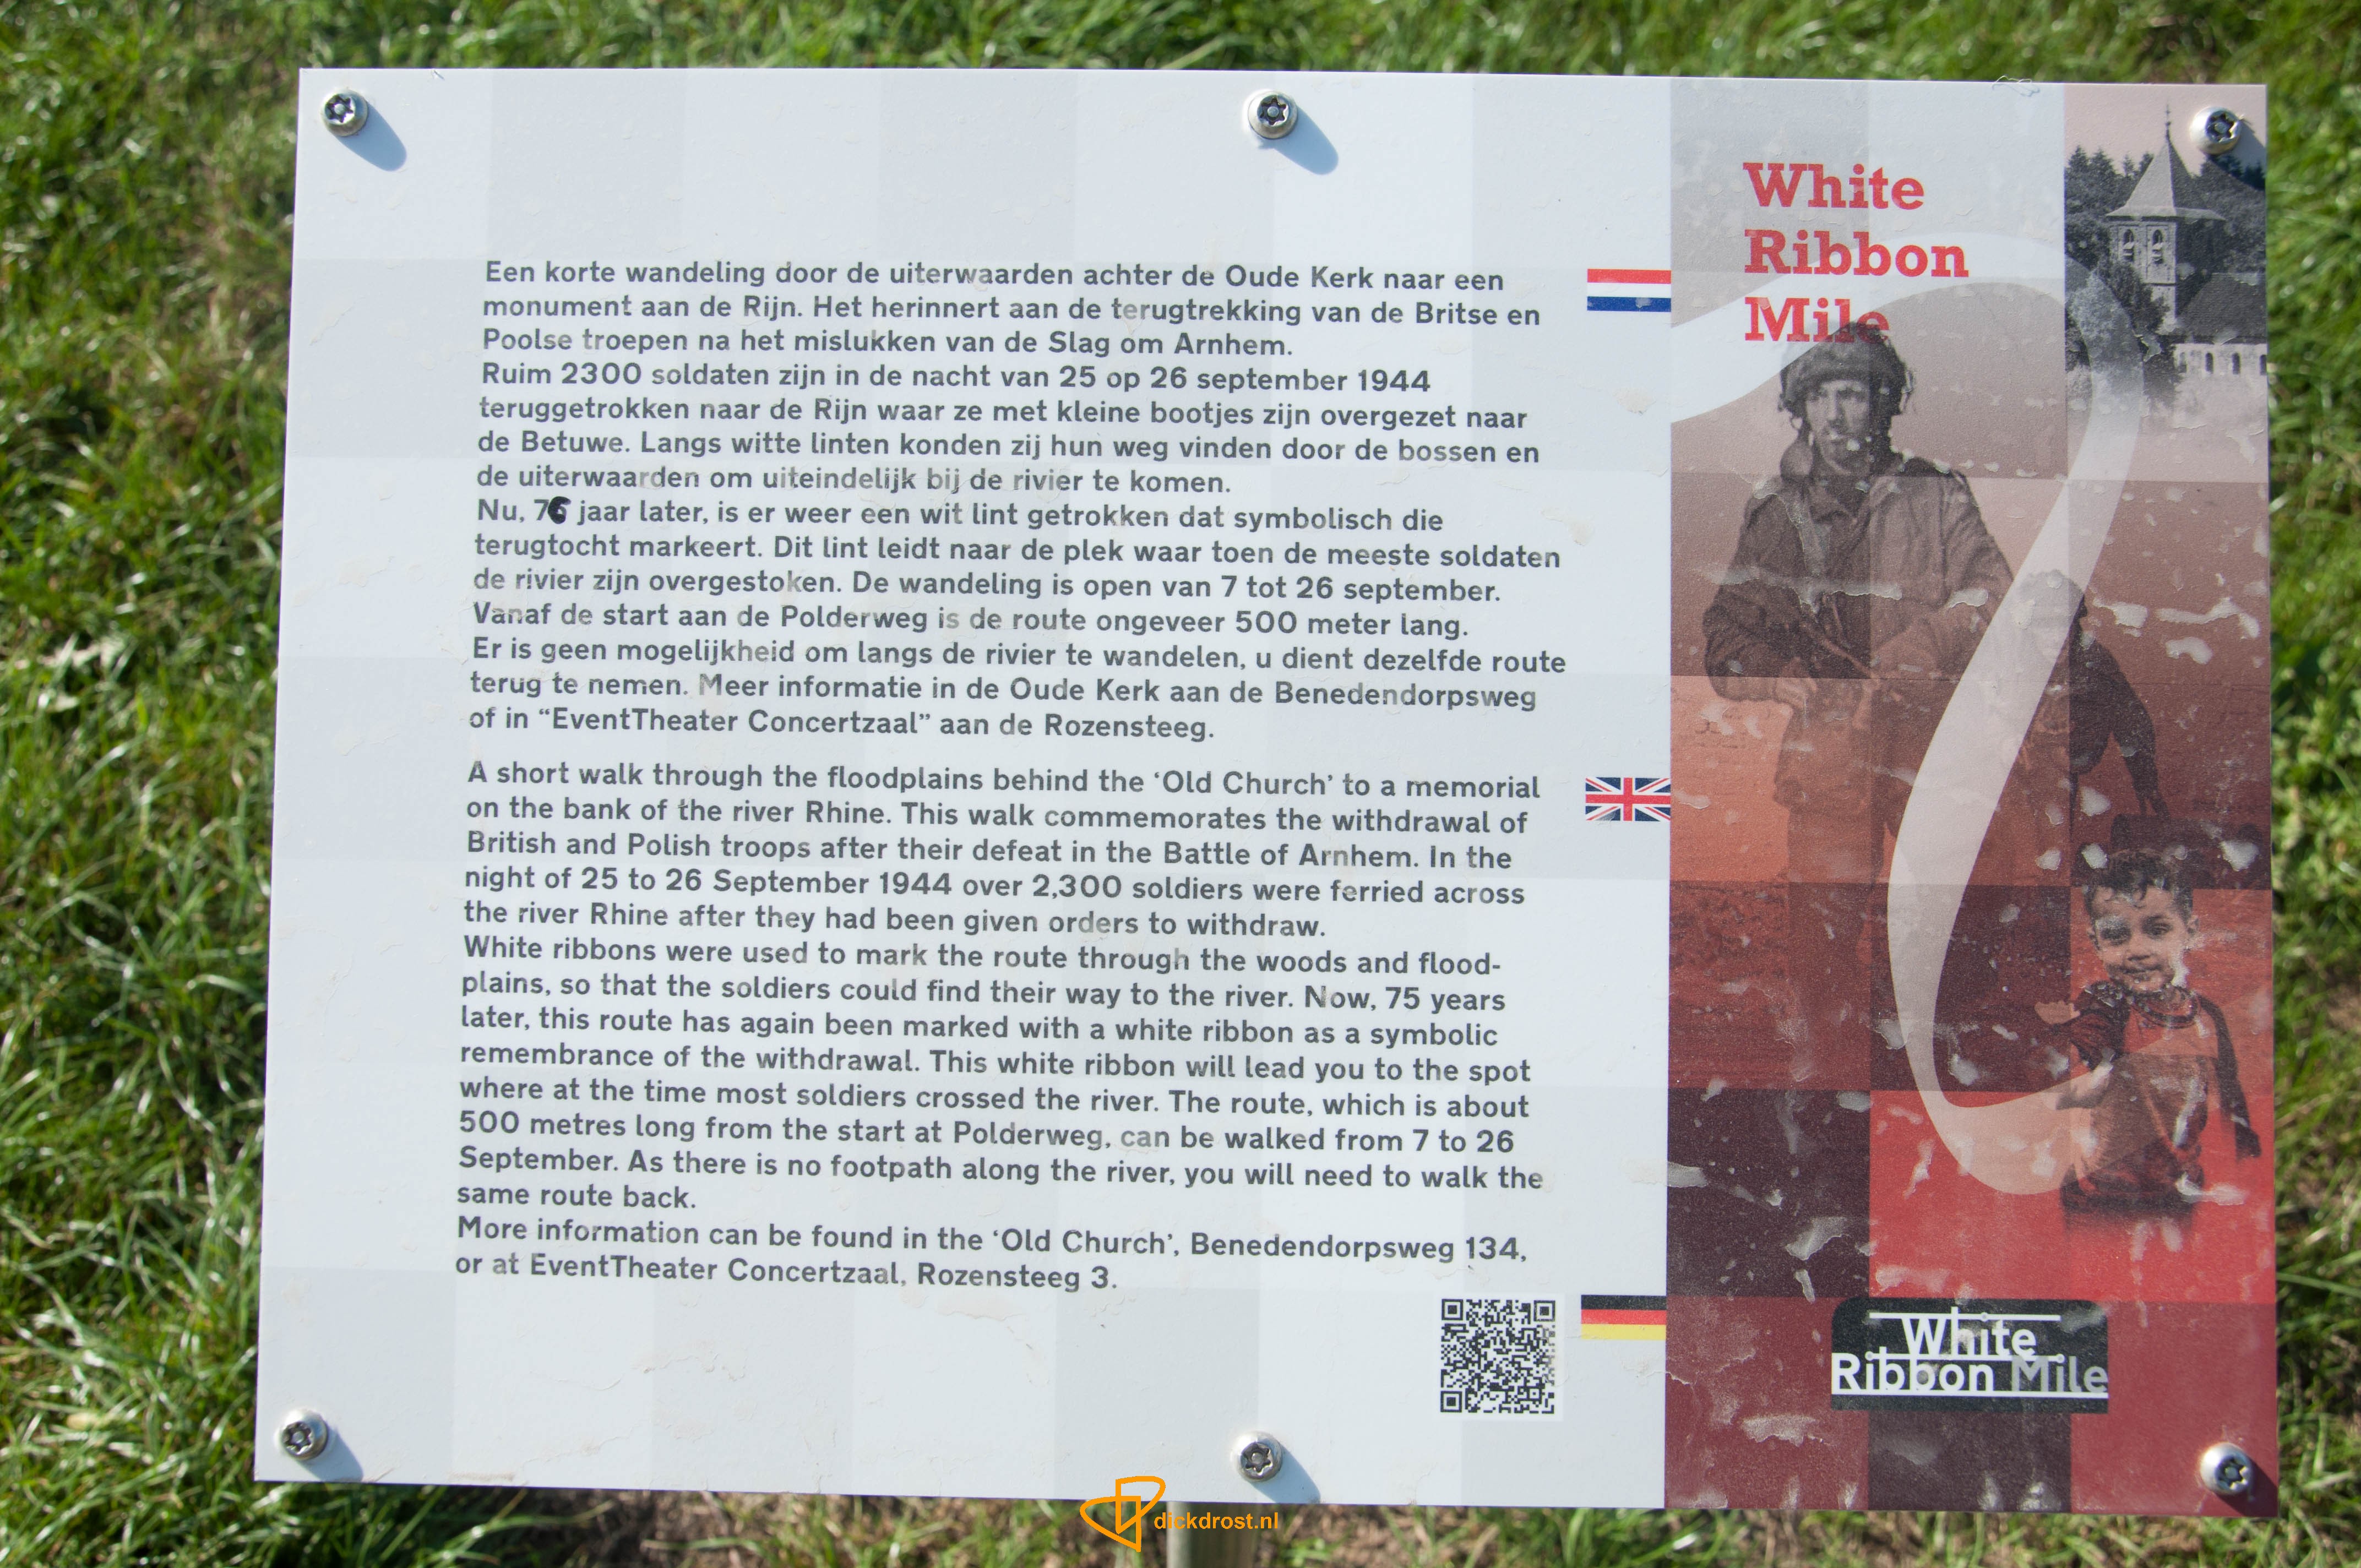 White
Ribbon
Mile
Een korte wandeling door de uiterwaarden achter de Oude Kerk naar een
monument aan de Rijn. Het herinnert aan de terugtrekking van de Britse en
Poolse troepen na het mislukken van de Slag om Arnhem.
Ruim 2300 soldaten zijn in de nacht van 25 op 26 september 1944
teruggetrokken naar de Rijn waar ze met kleine bootjes zijn overgezet naar
de Betuwe. Langs witte linten konden zij hun weg vinden door de bossen en
de uiterwaarden om uiteindelijk bij de rivier te komen.
Nu, 76 jaar later, is er weer een wit lint getrokken dat symbolisch die
terugtocht markeert. Dit lint leidt naar de plek waar toen de meeste soldaten
de rivier zijn overgestoken. De wandeling is open van 7 tot 26 september.
Vanaf de start aan de Polderweg is de route ongeveer 500 meter lang.
Er is geen mogelijkheid om langs de rivier te wandelen, u dient dezelfde route
terug te nemen. Meer informatie in de Oude Kerk aan de Benedendorpsweg
of in “EventTheater Concertzaal” aan de Rozensteeg.
A short walk through the floodplains behind the ‘Old Church’ to a memorial
on the bank of the river Rhine. This walk commemorates the withdrawal of
British and Polish troops after their defeat in the Battle of Arnhem. In the
night of 25 to 26 September 1944 over 2,300 soldiers were ferried across
the river Rhine after they had been given orders to withdraw.
White ribbons were used to mark the route through the woods and flood-
plains, so that the soldiers could find their way to the river. Now, 75 years
later, this route has again been marked with a white ribbon as a symbolic
remembrance of the withdrawal. This white ribbon will lead you to the spot
where at the time most soldiers crossed the river. The route, which is about
500 metres long from the start at Polderweg, can be walked from 7 to 26
September. As there is no footpath along the river, you will need to walk the
same route back.
More information can be found in the ‘Old Church’, Benedendorpsweg 134,
or at EventTheater Concertzaal, Rozensteeg 3.
White
Ribbon Mile
dickdrost.nl